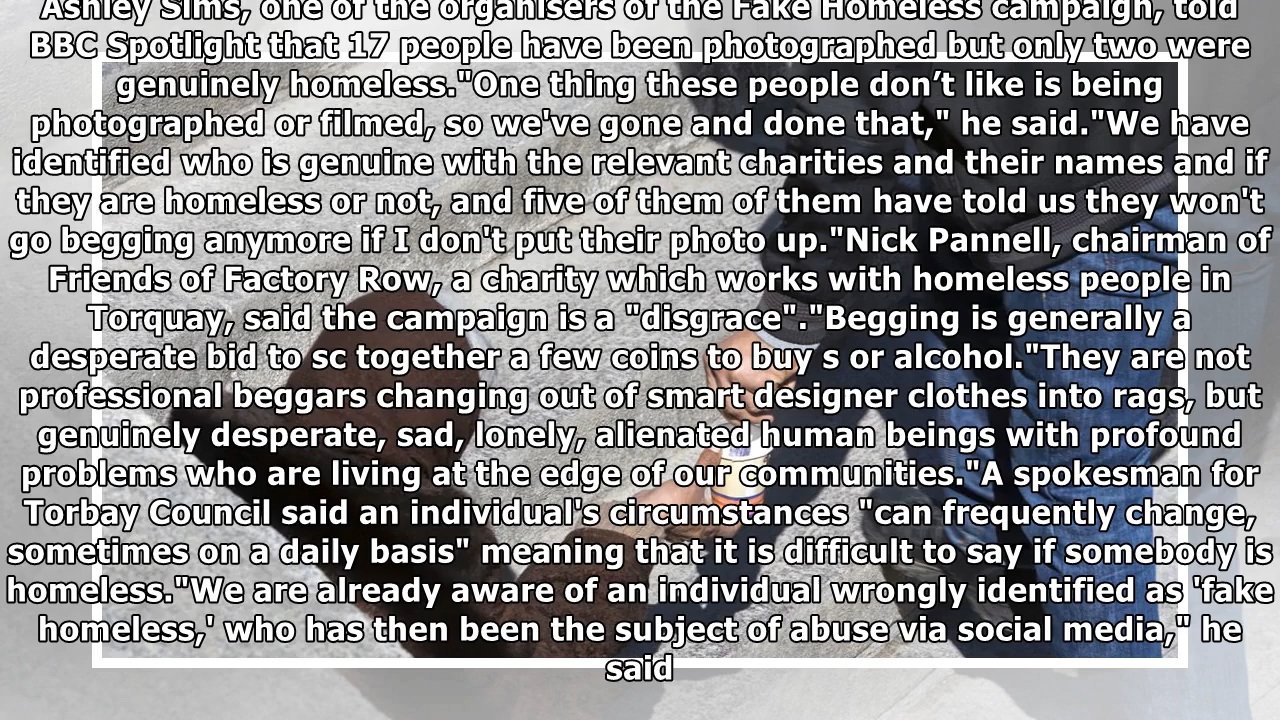 Ashley Sims, one of the organisers of the Fake Homeless campaign, told
BBC Spotlight that 17 people have been photographed but only two were
genuinely homeless."One thing these people don’t like is being
photographed or filmed, so we've gone and done that," he said."We have
identified who is genuine with the relevant charities and their names and if
they are homeless or not, and five of them of them have told us they won't
go begging anymore if I don't put their photo up."Nick Pannell, chairman of
Friends of Factory Row, a charity which works with homeless people in
Torquay, said the campaign is a "disgrace"."Begging is generally a
desperate bid to sc together a few coins to buy s or alcohol."They are not
professional beggars changing out of smart designer clothes into rags, but
genuinely desperate, sad, lonely, alienated human beings with profound
problems who are living at the edge of our communities."A spokesman for
Torbay Council said an individual's circumstances "can frequently change,
sometimes on a daily basis" meaning that it is difficult to say if somebody is
homeless."We are already aware of an individual wrongly identified as 'fake
homeless,' who has then been the subject of abuse via social media," he
said